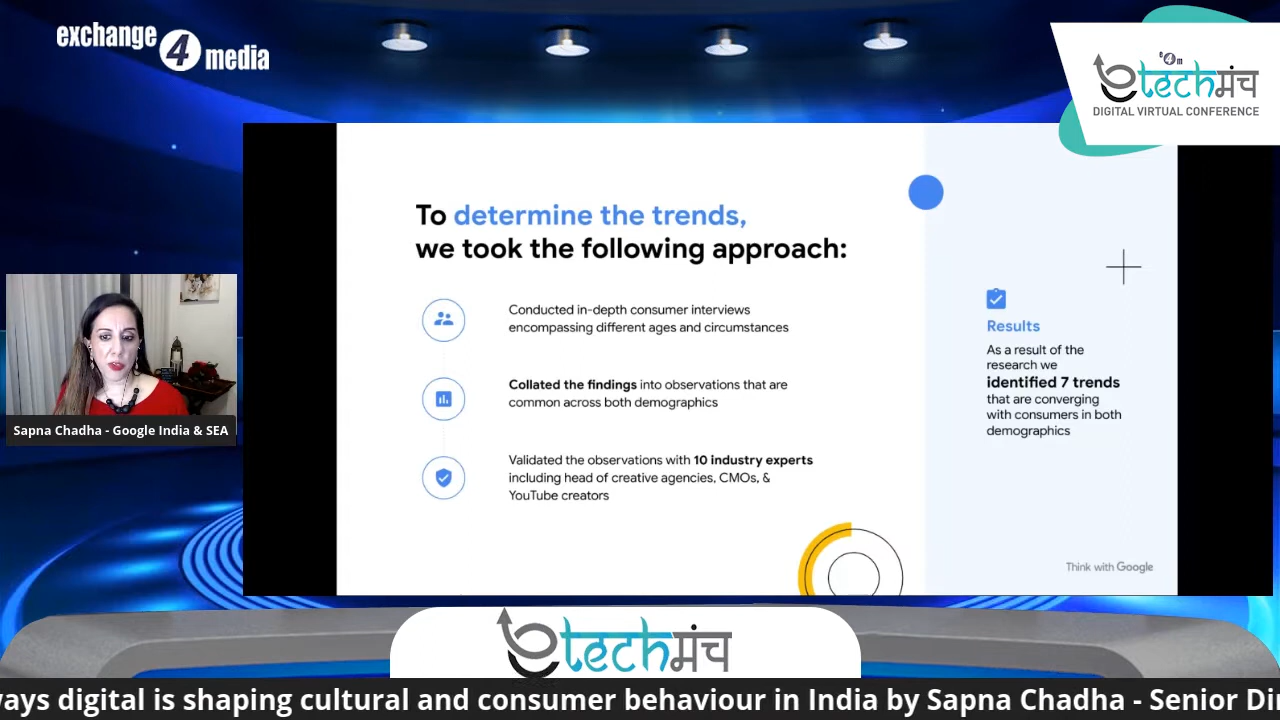 exchange 4 media
e4m
techमंच
DIGITAL VIRTUAL CONFERENCE
To determine the trends,
we took the following approach:
Conducted in-depth consumer interviews
encompassing different ages and circumstances
Collated the findings into observations that are
common across both demographics
Validated the observations with 10 industry experts
including head of creative agencies, CMOs, &
YouTube creators
Results
As a result of the
research we
identified 7 trends
that are converging
with consumers in both
demographics
Think with Google
Sapna Chadha - Google India & SEA
techमंच
ways digital is shaping cultural and consumer behaviour in India by Sapna Chadha - Senior Di